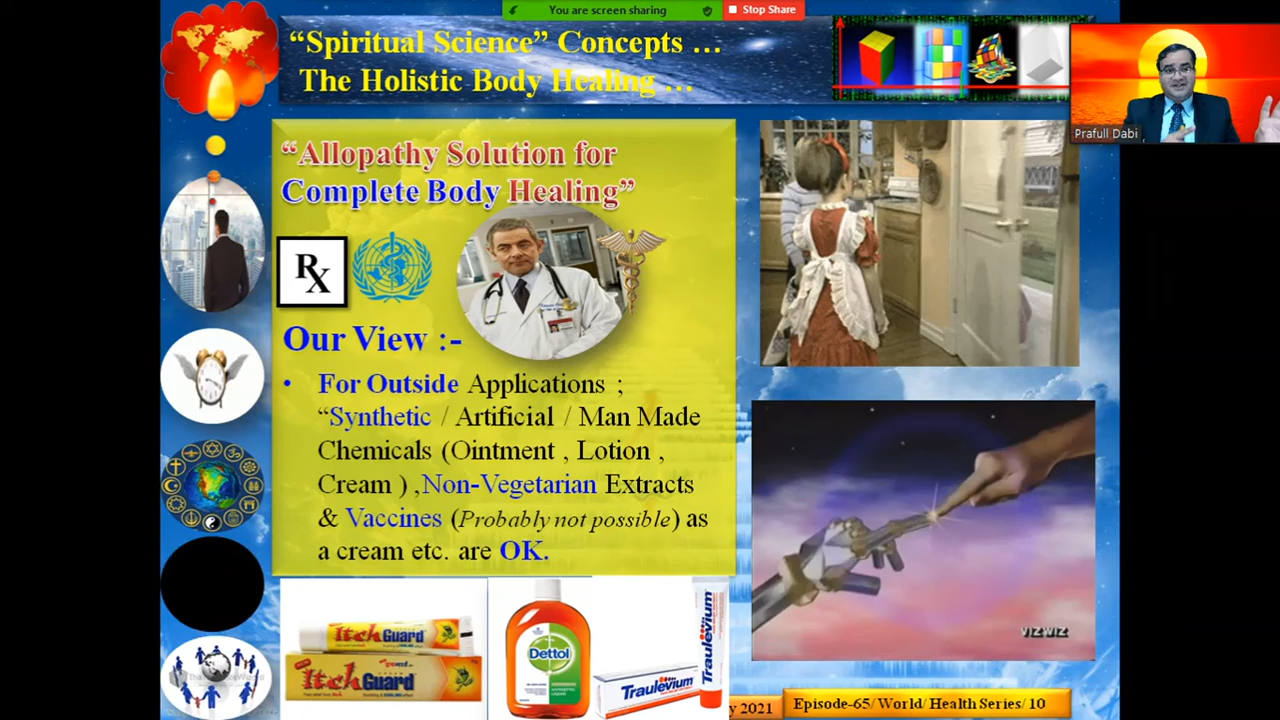 You are screen sharing
Stop Share
“Spiritual Science” Concepts …
The Holistic Body Healing …
Prafull Dabi
“Allopathy Solution for
Complete Body Healing”
Rx
Our View :-
• For Outside Applications ;
“Synthetic / Artificial / Man Made
Chemicals (Ointment , Lotion ,
Cream ) ,Non-Vegetarian Extracts
& Vaccines (Probably not possible) as
a cream etc. are OK.
VIZWIZ
Itch Guard
Itch Guard
Dettol
Traulevium
Traulevium
y 2021
Episode-65/ World/ Health Series/ 10